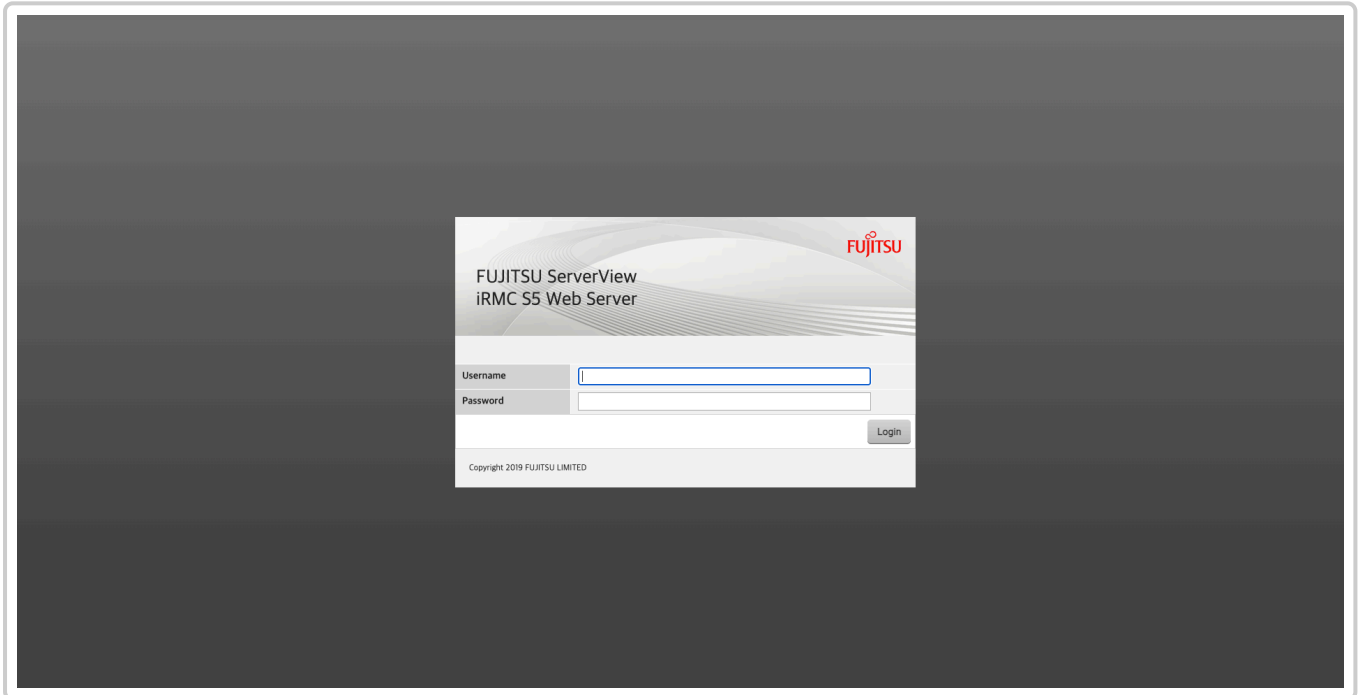 FUJITSU
FUJITSU ServerView
iRMC S5 Web Server
Username
Password
Login
Copyright 2019 FUJITSU LIMITED